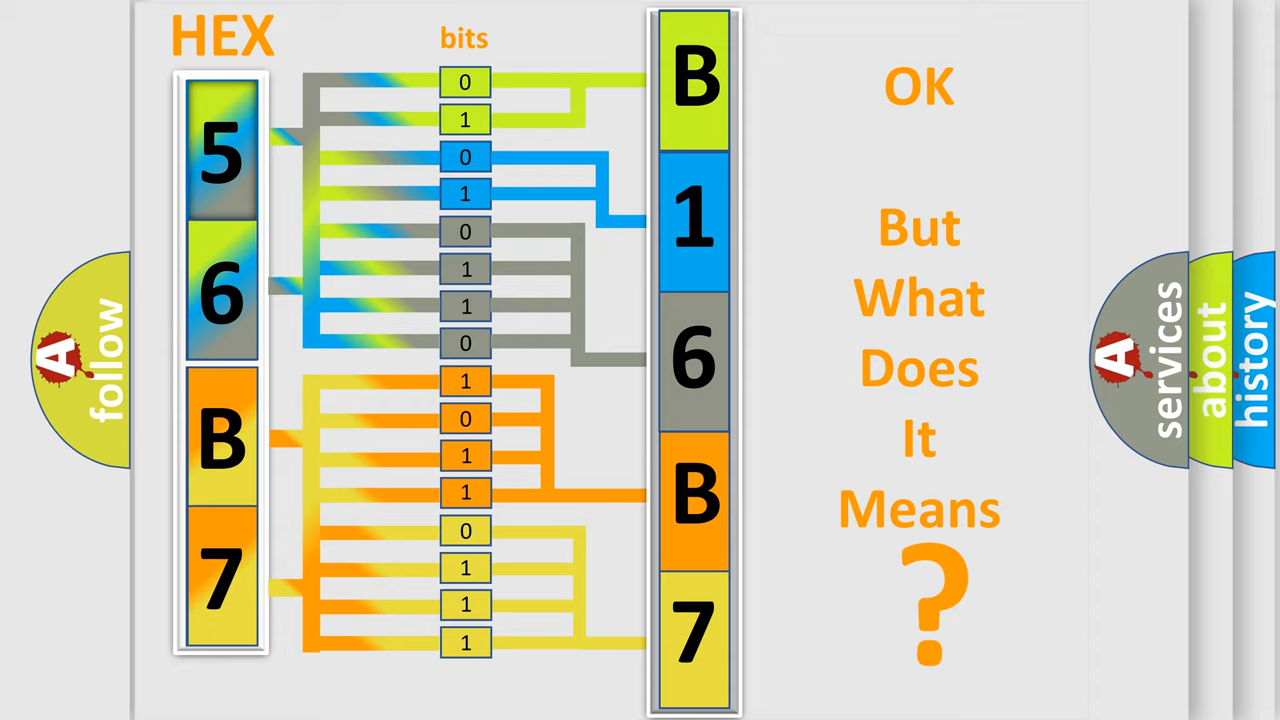 HEX
bits
5
6
B
7
0
1
0
1
0
1
1
0
1
0
1
1
0
1
1
1
B
1
6
B
7
OK
But
What
Does
It
Means
?
A
follow
A
services
about
history